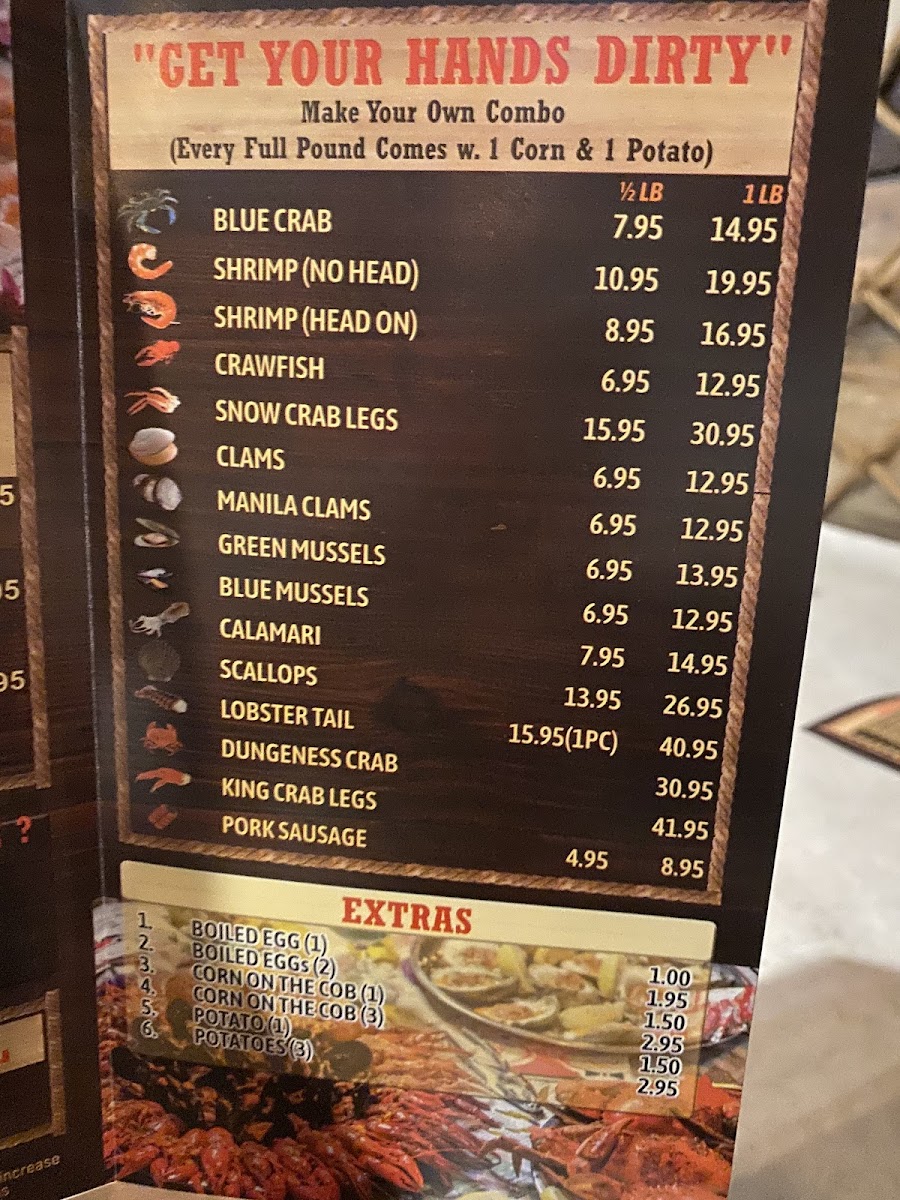 "GET YOUR HANDS DIRTY"
Make Your Own Combo
(Every Full Pound Comes w. 1 Corn & 1 Potato)
½ LB 1 LB
BLUE CRAB 7.95 14.95
SHRIMP (NO HEAD) 10.95 19.95
SHRIMP (HEAD ON) 8.95 16.95
CRAWFISH 6.95 12.95
SNOW CRAB LEGS 15.95 30.95
CLAMS 6.95 12.95
MANILA CLAMS 6.95 12.95
GREEN MUSSELS 6.95 13.95
BLUE MUSSELS 6.95 12.95
CALAMARI 7.95 14.95
SCALLOPS 13.95 26.95
LOBSTER TAIL 15.95(1PC) 40.95
DUNGENESS CRAB 30.95
KING CRAB LEGS 41.95
PORK SAUSAGE 4.95 8.95
EXTRAS
1. BOILED EGG (1) 1.00
2. BOILED EGGs (2) 1.95
3. CORN ON THE COB (1) 1.50
4. CORN ON THE COB (3) 2.95
5. POTATO (1) 1.50
6. POTATOES (3) 2.95
5
95
95
?
increase